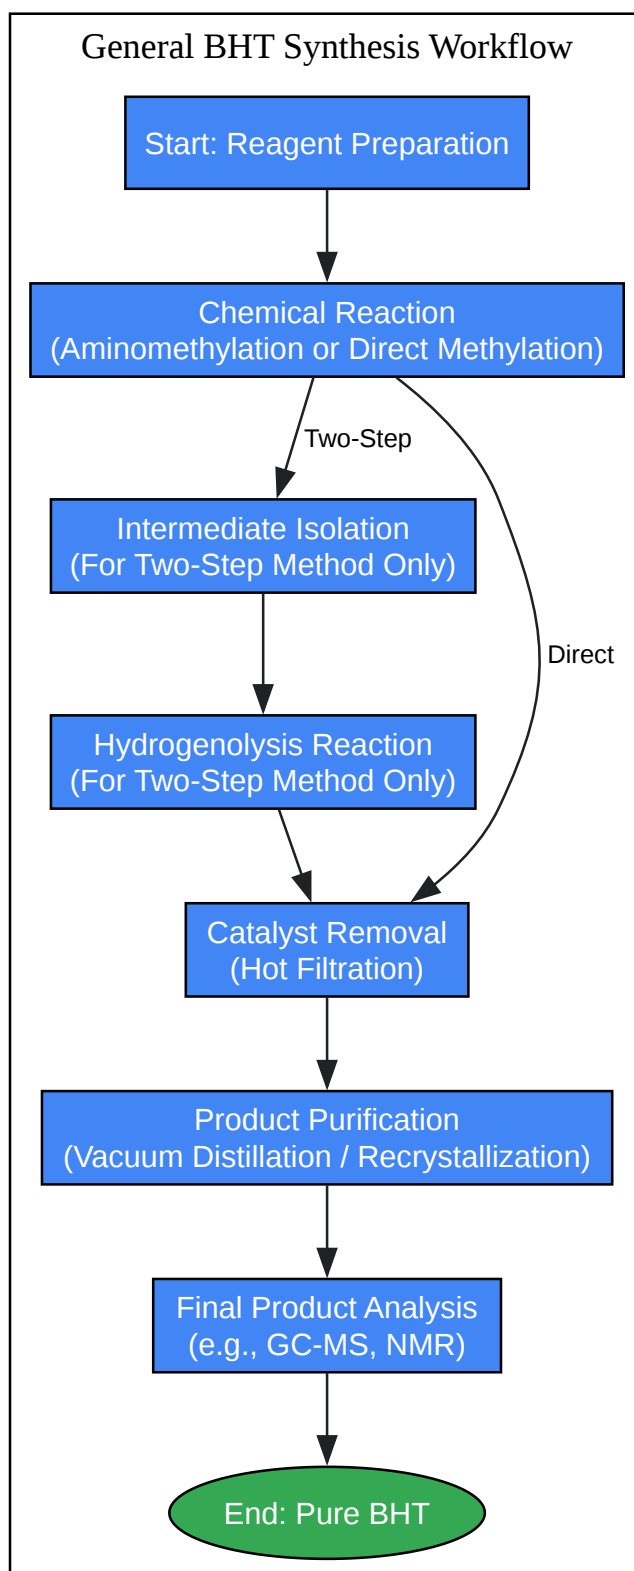 General BHT Synthesis Workflow
Start: Reagent Preparation
Chemical Reaction
(Aminomethylation or Direct Methylation)
Two-Step
Intermediate Isolation
(For Two-Step Method Only)
Direct
Hydrogenolysis Reaction
(For Two-Step Method Only)
Catalyst Removal
(Hot Filtration)
Product Purification
(Vacuum Distillation / Recrystallization)
Final Product Analysis
(e.g., GC-MS, NMR)
End: Pure BHT